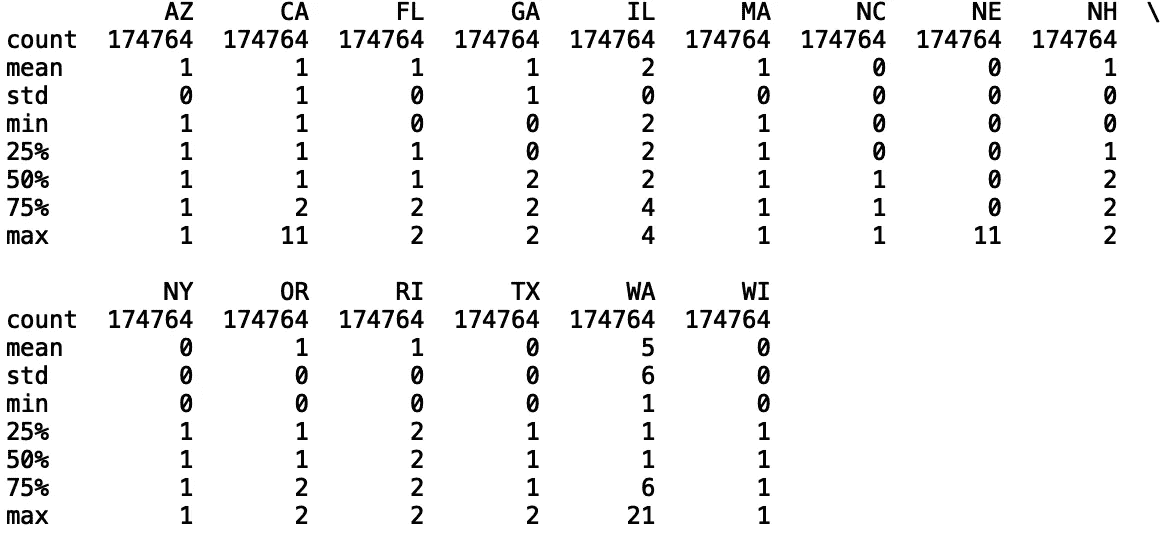 AZ CA FL GA IL MA NC NE NH \
count 174764 174764 174764 174764 174764 174764 174764 174764 174764
mean 1 1 1 1 2 1 0 0 1
std 0 1 0 1 0 0 0 0 0
min 1 1 0 0 2 1 0 0 0
25% 1 1 1 0 2 1 0 0 1
50% 1 1 1 2 2 1 1 0 2
75% 1 2 2 2 4 1 1 0 2
max 1 11 2 2 4 1 1 11 2
NY OR RI TX WA WI
count 174764 174764 174764 174764 174764 174764
mean 0 1 1 0 5 0
std 0 0 0 0 6 0
min 0 0 0 0 1 0
25% 1 1 2 1 1 1
50% 1 1 2 1 1 1
75% 1 2 2 1 6 1
max 1 2 2 2 21 1